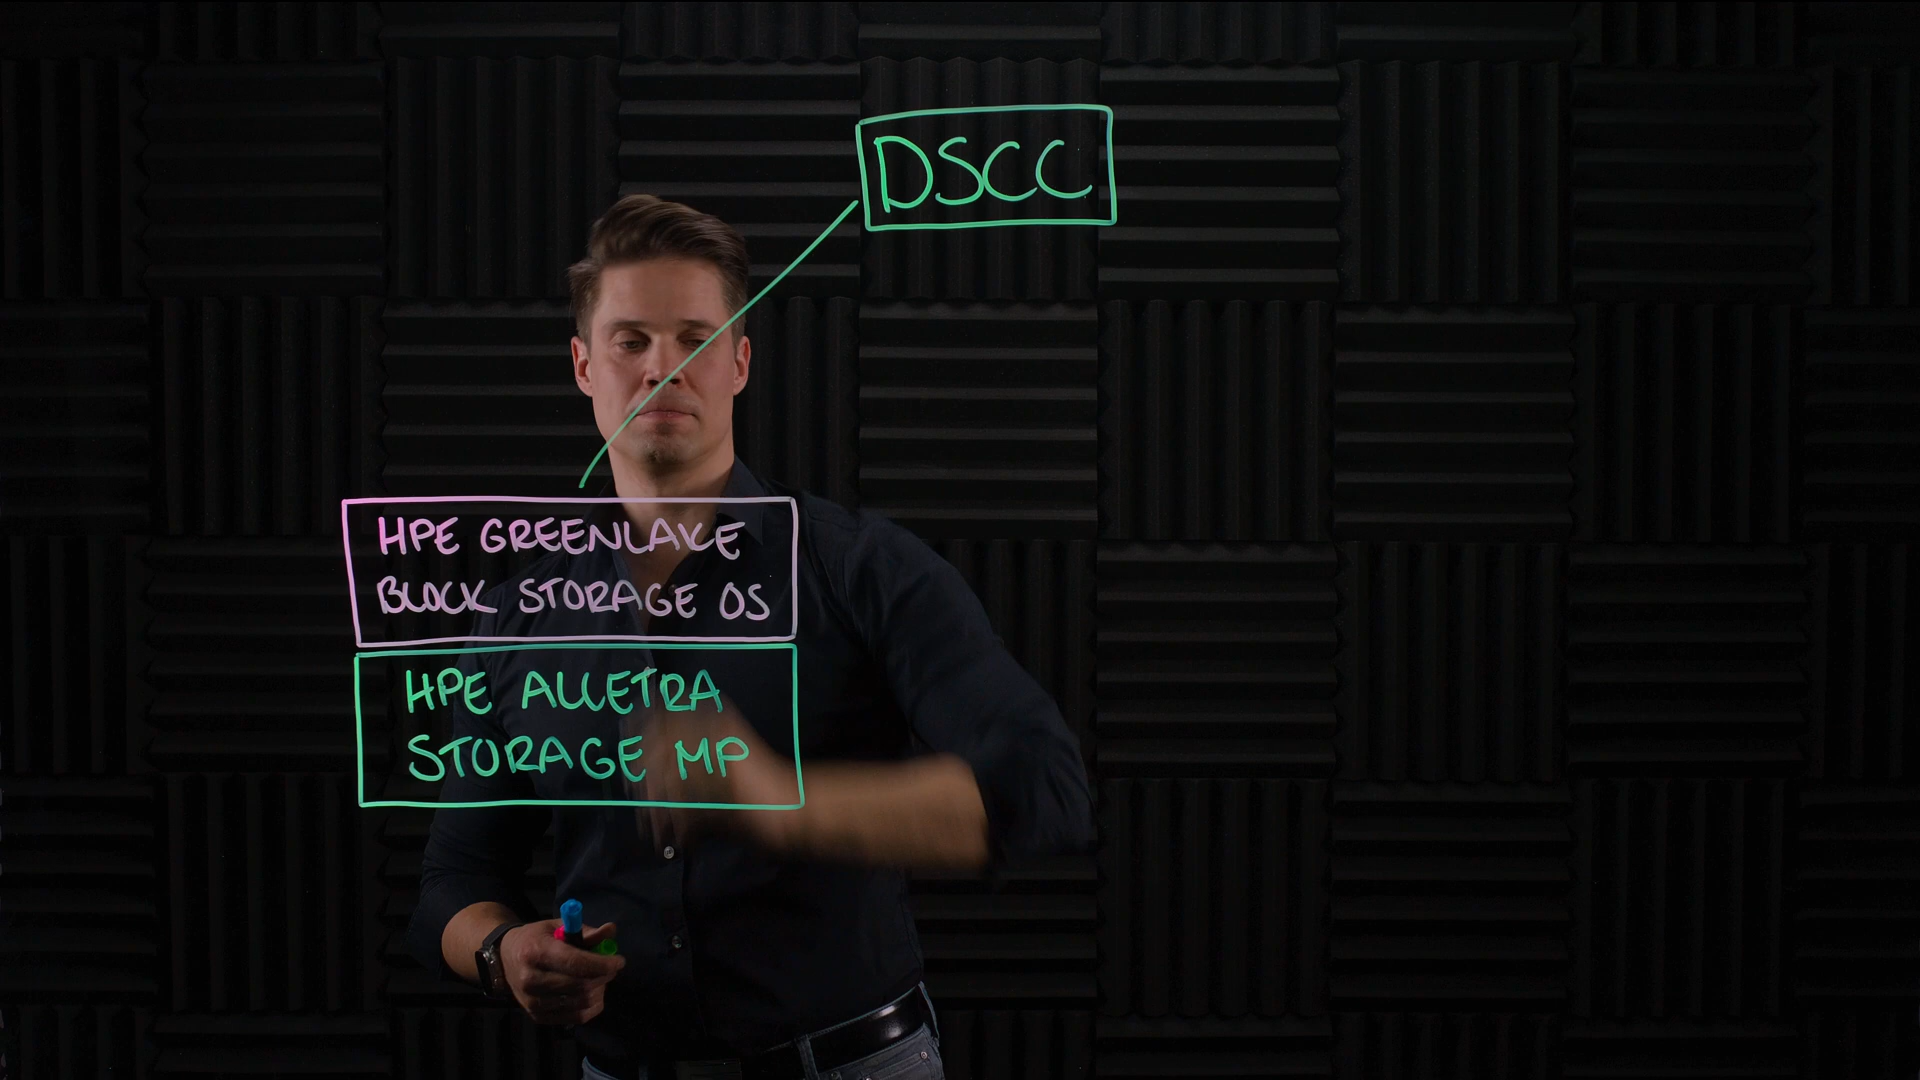 DSCC
HPE GREENLAKE
BLOCK STORAGE OS
HPE ALLETRA
STORAGE MP